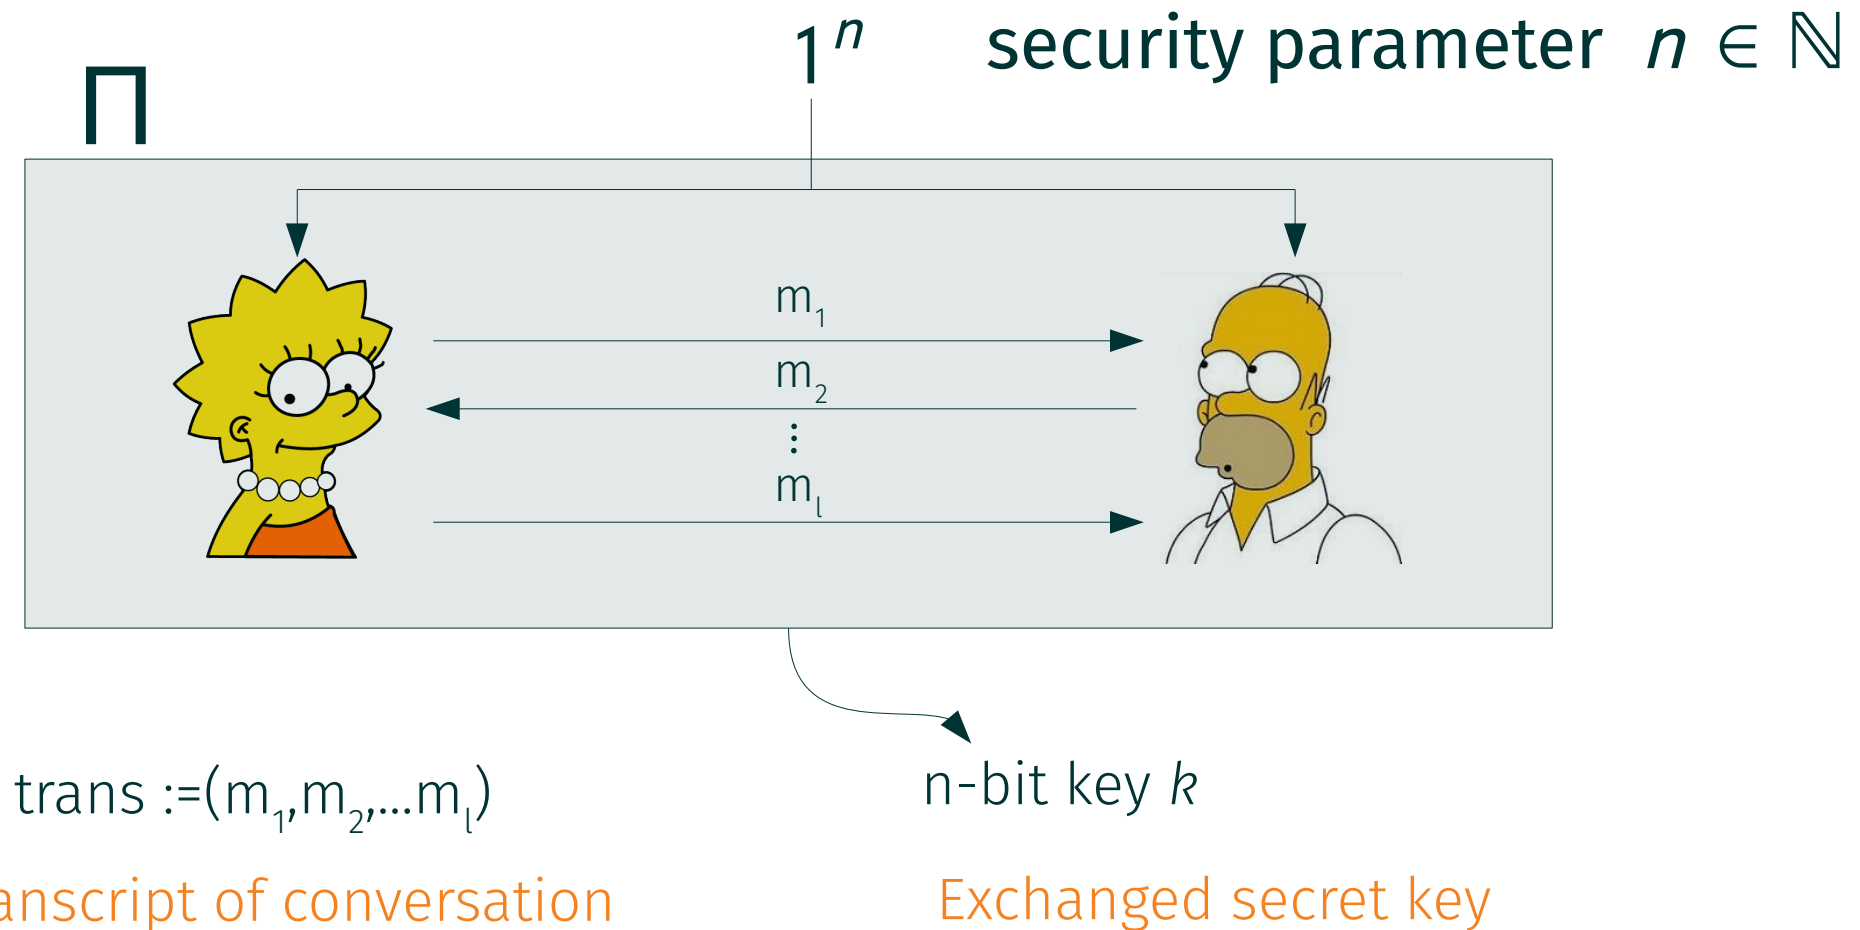 1ⁿ security parameter n ∈ ℕ
Π
m₁
m₂
⋮
mₗ
n-bit key k
trans :=(m₁,m₂,...mₗ)
anscript of conversation
Exchanged secret key